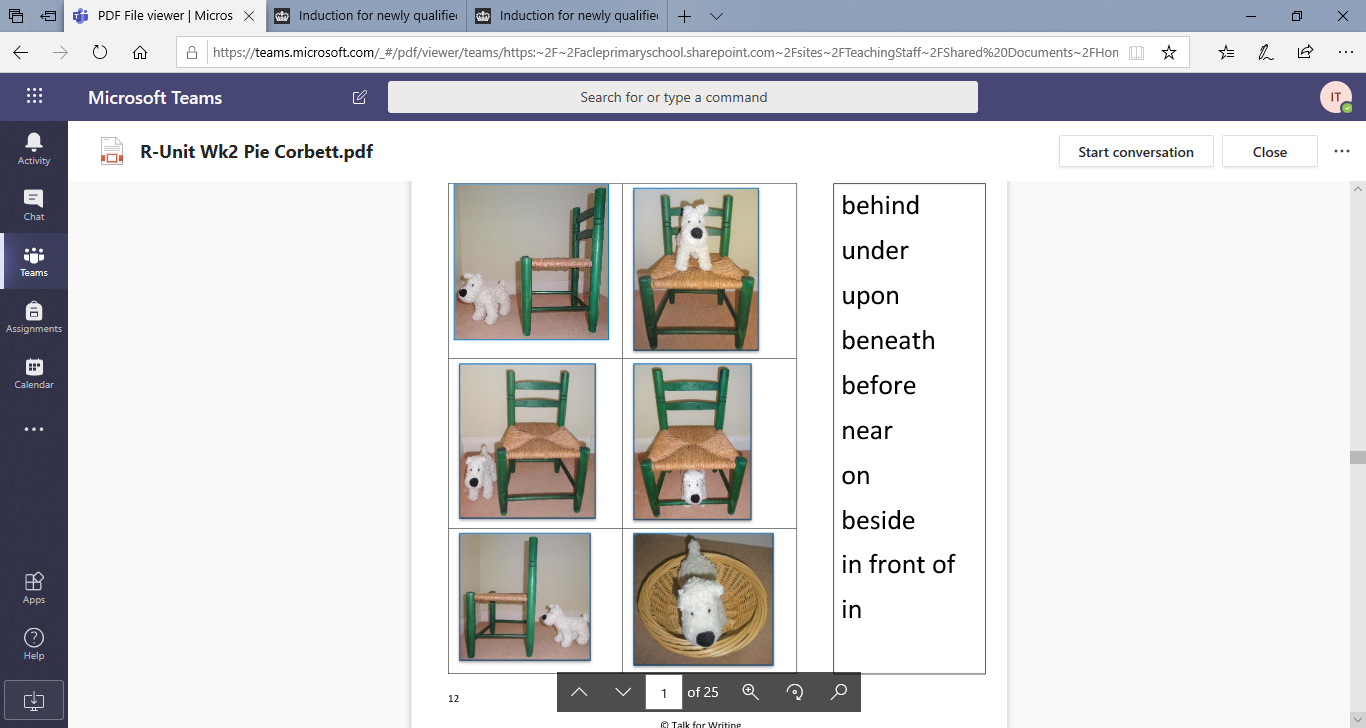 PDF File viewer | Micros
Induction for newly qualifie
Induction for newly qualifie
https://teams.microsoft.com/_#/pdf/viewer/teams/https:~2F~2Facleprimaryschool.sharepoint.com~2Fsites~2FTeachingStaff~2FShared%20Documents~2FHon
Microsoft Teams
Search for or type a command
IT
Activity
Chat
Teams
Assignments
Calendar
Apps
Help
R-Unit Wk2 Pie Corbett.pdf
Start conversation
Close
behind
under
upon
beneath
before
near
on
beside
in front of
in
12
1 of 25
© Talk for Writing